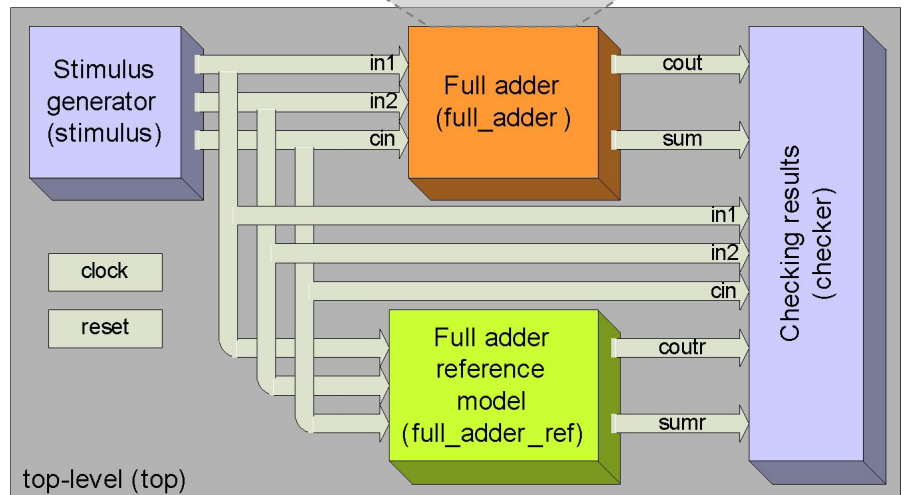 Stimulus
generator
(stimulus)
in1
in2
cin
Full adder
(full_adder )
cout
sum
in1
in2
cin
Checking results
(checker)
clock
reset
Full adder
reference
model
(full_adder_ref)
coutr
sumr
top-level (top)